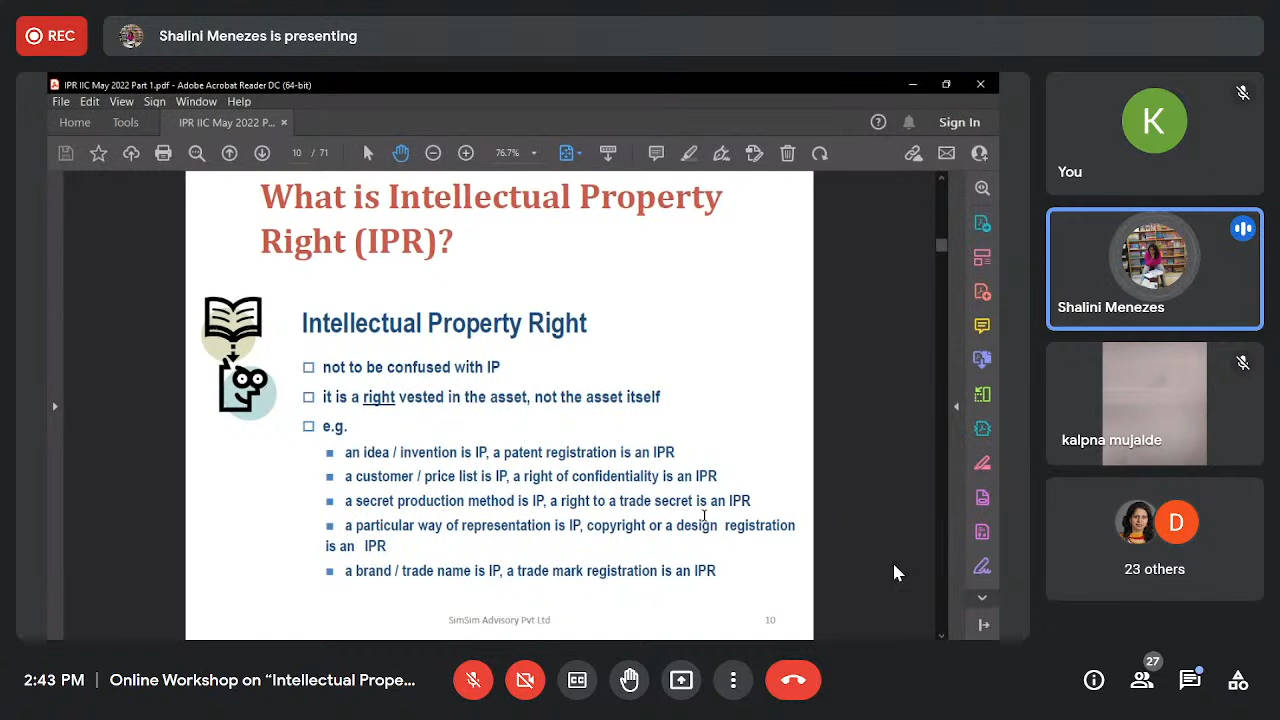 REC
Shalini Menezes is presenting
IPR IIC May 2022 Part 1.pdf - Adobe Acrobat Reader DC (64-bit)
File Edit View Sign Window Help
Home Tools IPR IIC May 2022 P... × Sign In
10 / 71 76.7%
What is Intellectual Property
Right (IPR)?
Intellectual Property Right
not to be confused with IP
it is a right vested in the asset, not the asset itself
e.g.
an idea / invention is IP, a patent registration is an IPR
a customer / price list is IP, a right of confidentiality is an IPR
a secret production method is IP, a right to a trade secret is an IPR
a particular way of representation is IP, copyright or a design registration
is an IPR
a brand / trade name is IP, a trade mark registration is an IPR
SimSim Advisory Pvt Ltd 10
K
You
Shalini Menezes
kalpna mujalde
D
23 others
2:43 PM | Online Workshop on “Intellectual Prope...
27